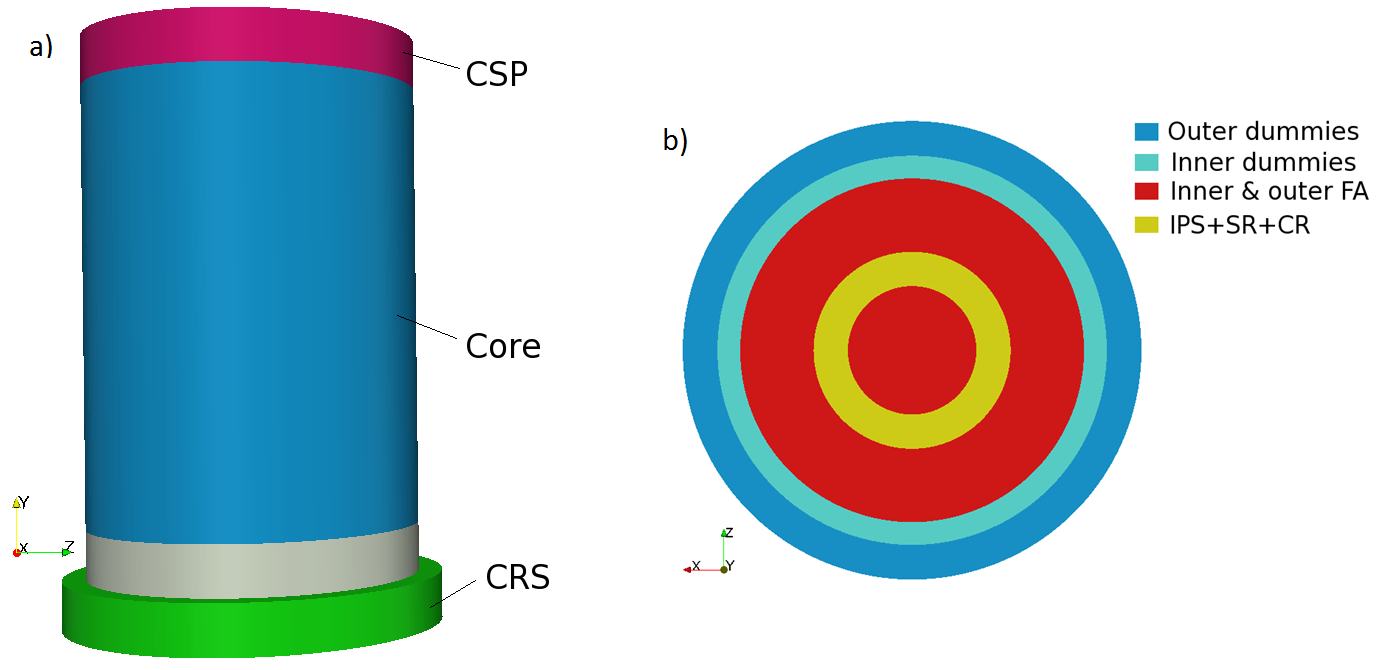 a)
CSP
Core
CRS
Y
X
Z
b)
Outer dummies
Inner dummies
Inner & outer FA
IPS+SR+CR
Z
X
Y